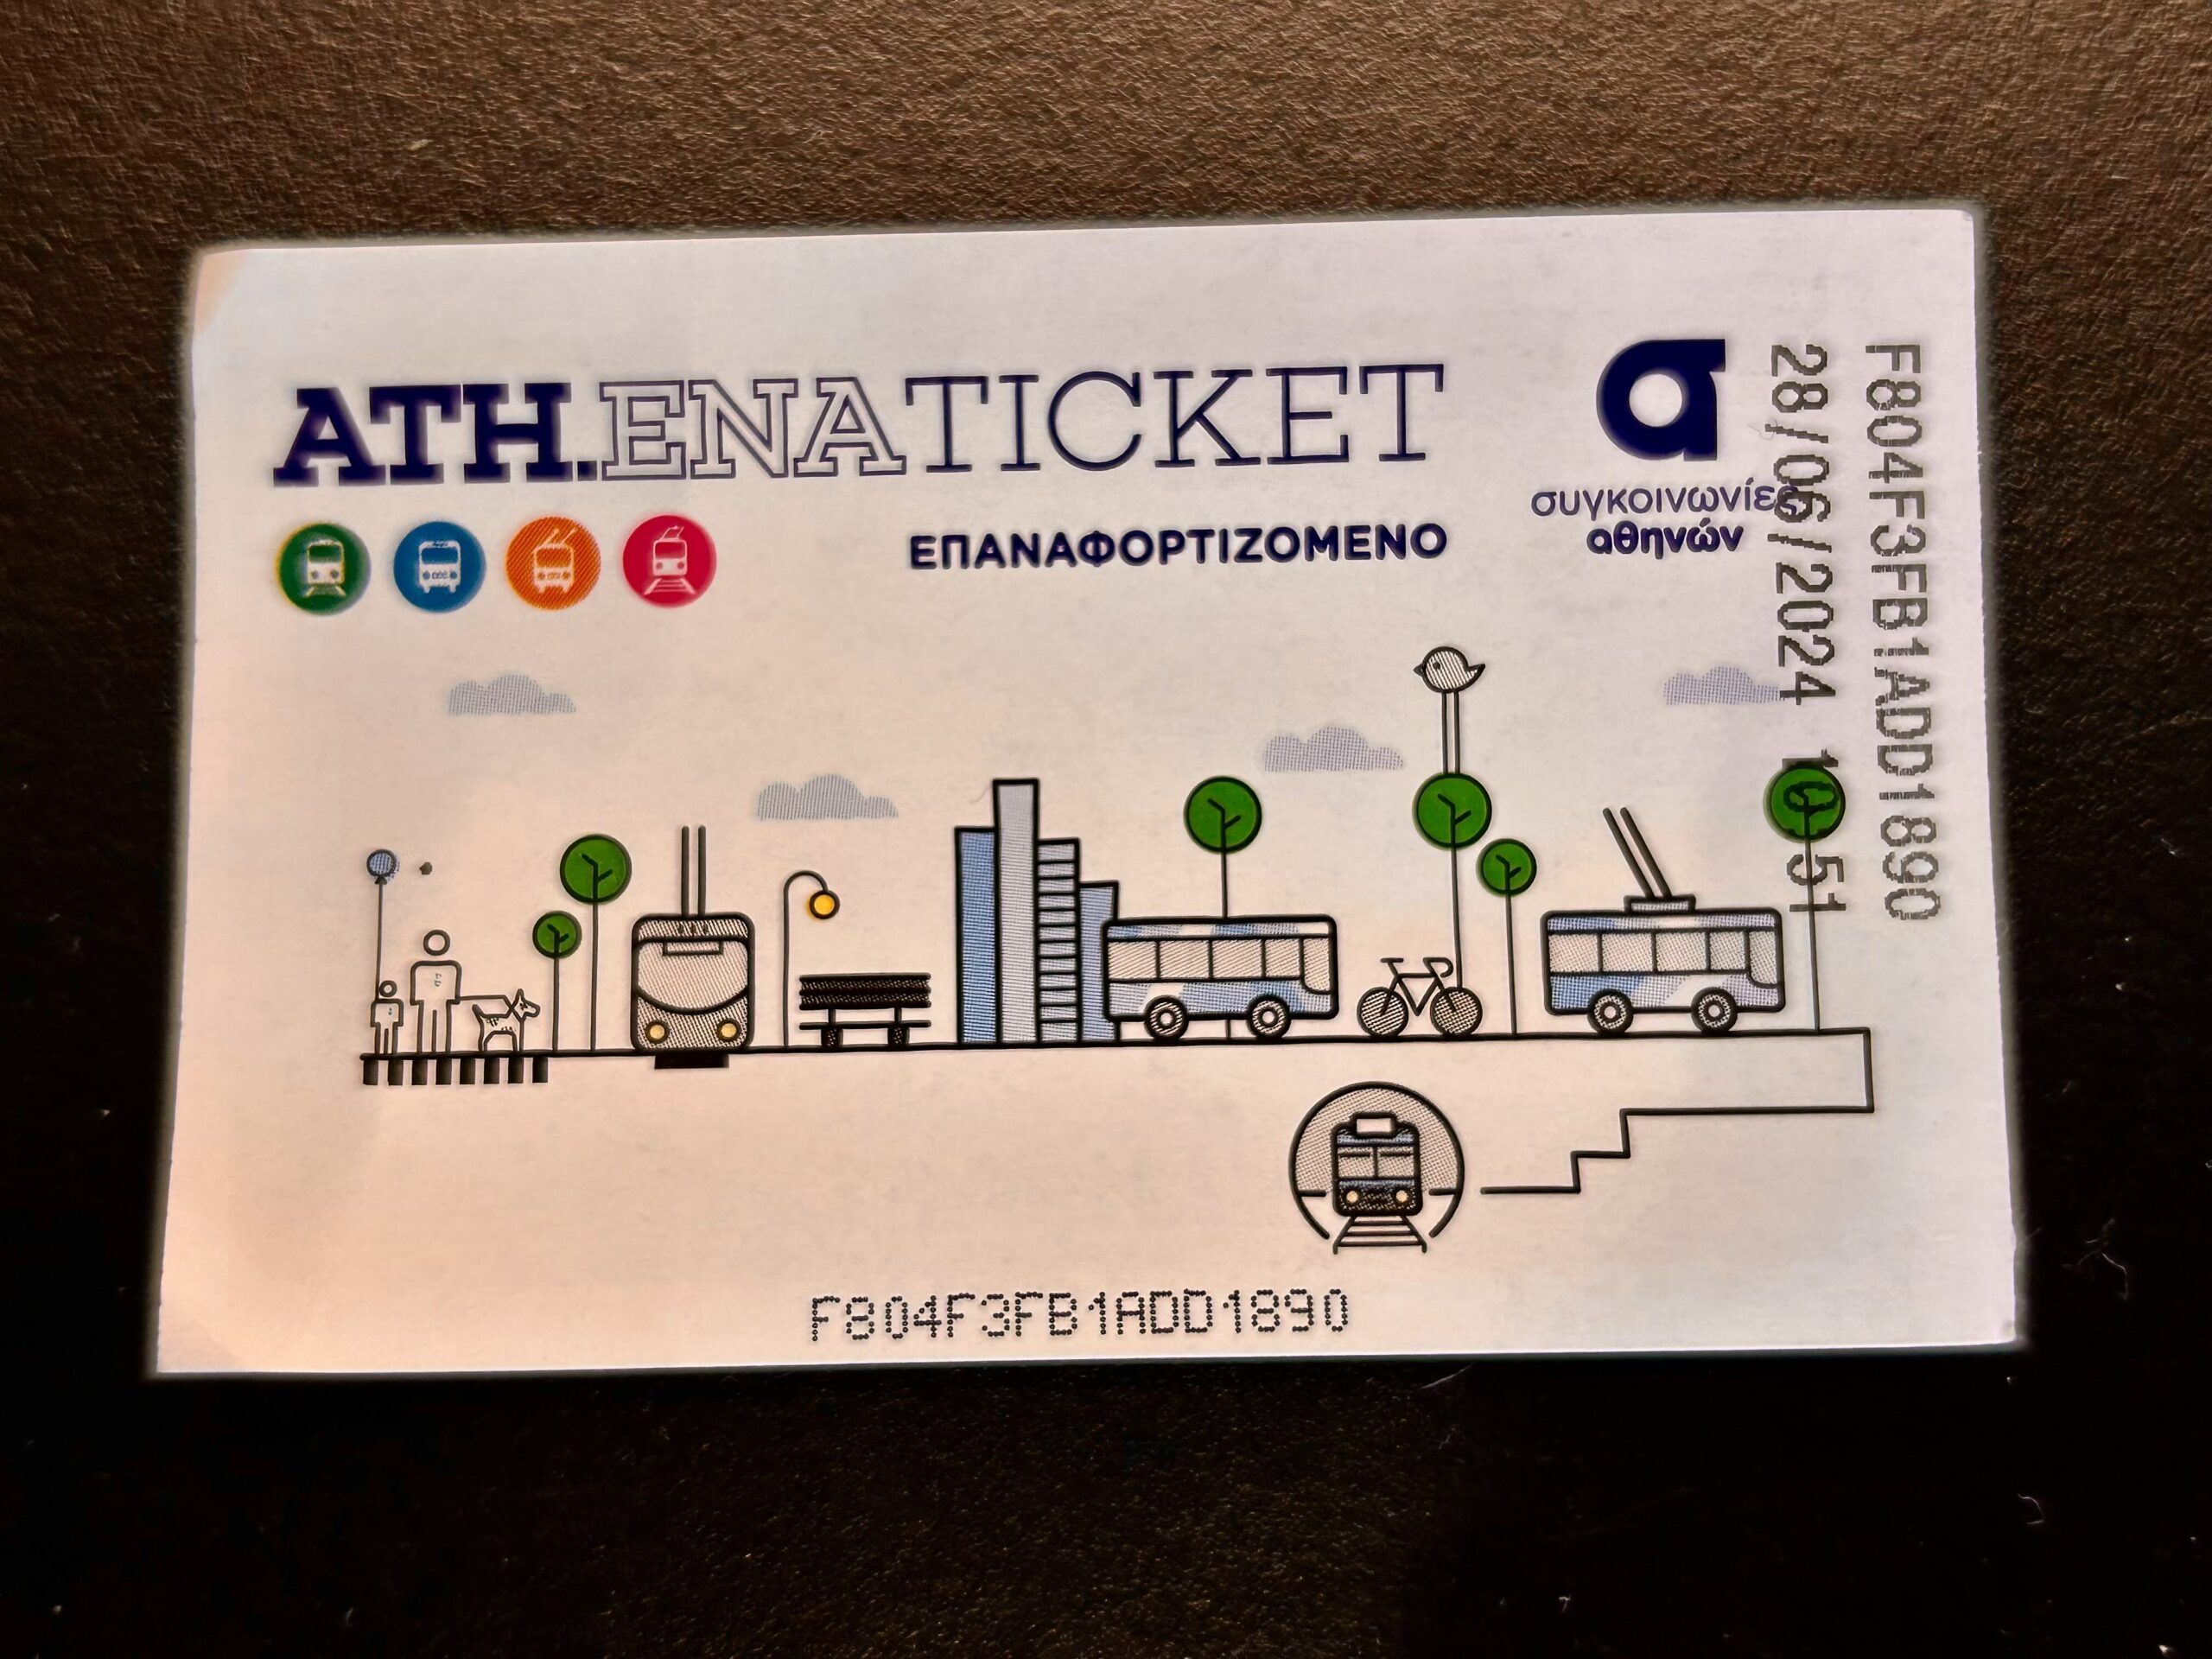 ATH.ENATICKET
ΕΠΑΝΑΦΟΡΤΙΖΟΜΕΝΟ
α
συγκοινωνίες
αθηνών
F804F3FB1ADD1890
28/06/2024
F804F3FB1ADD1890